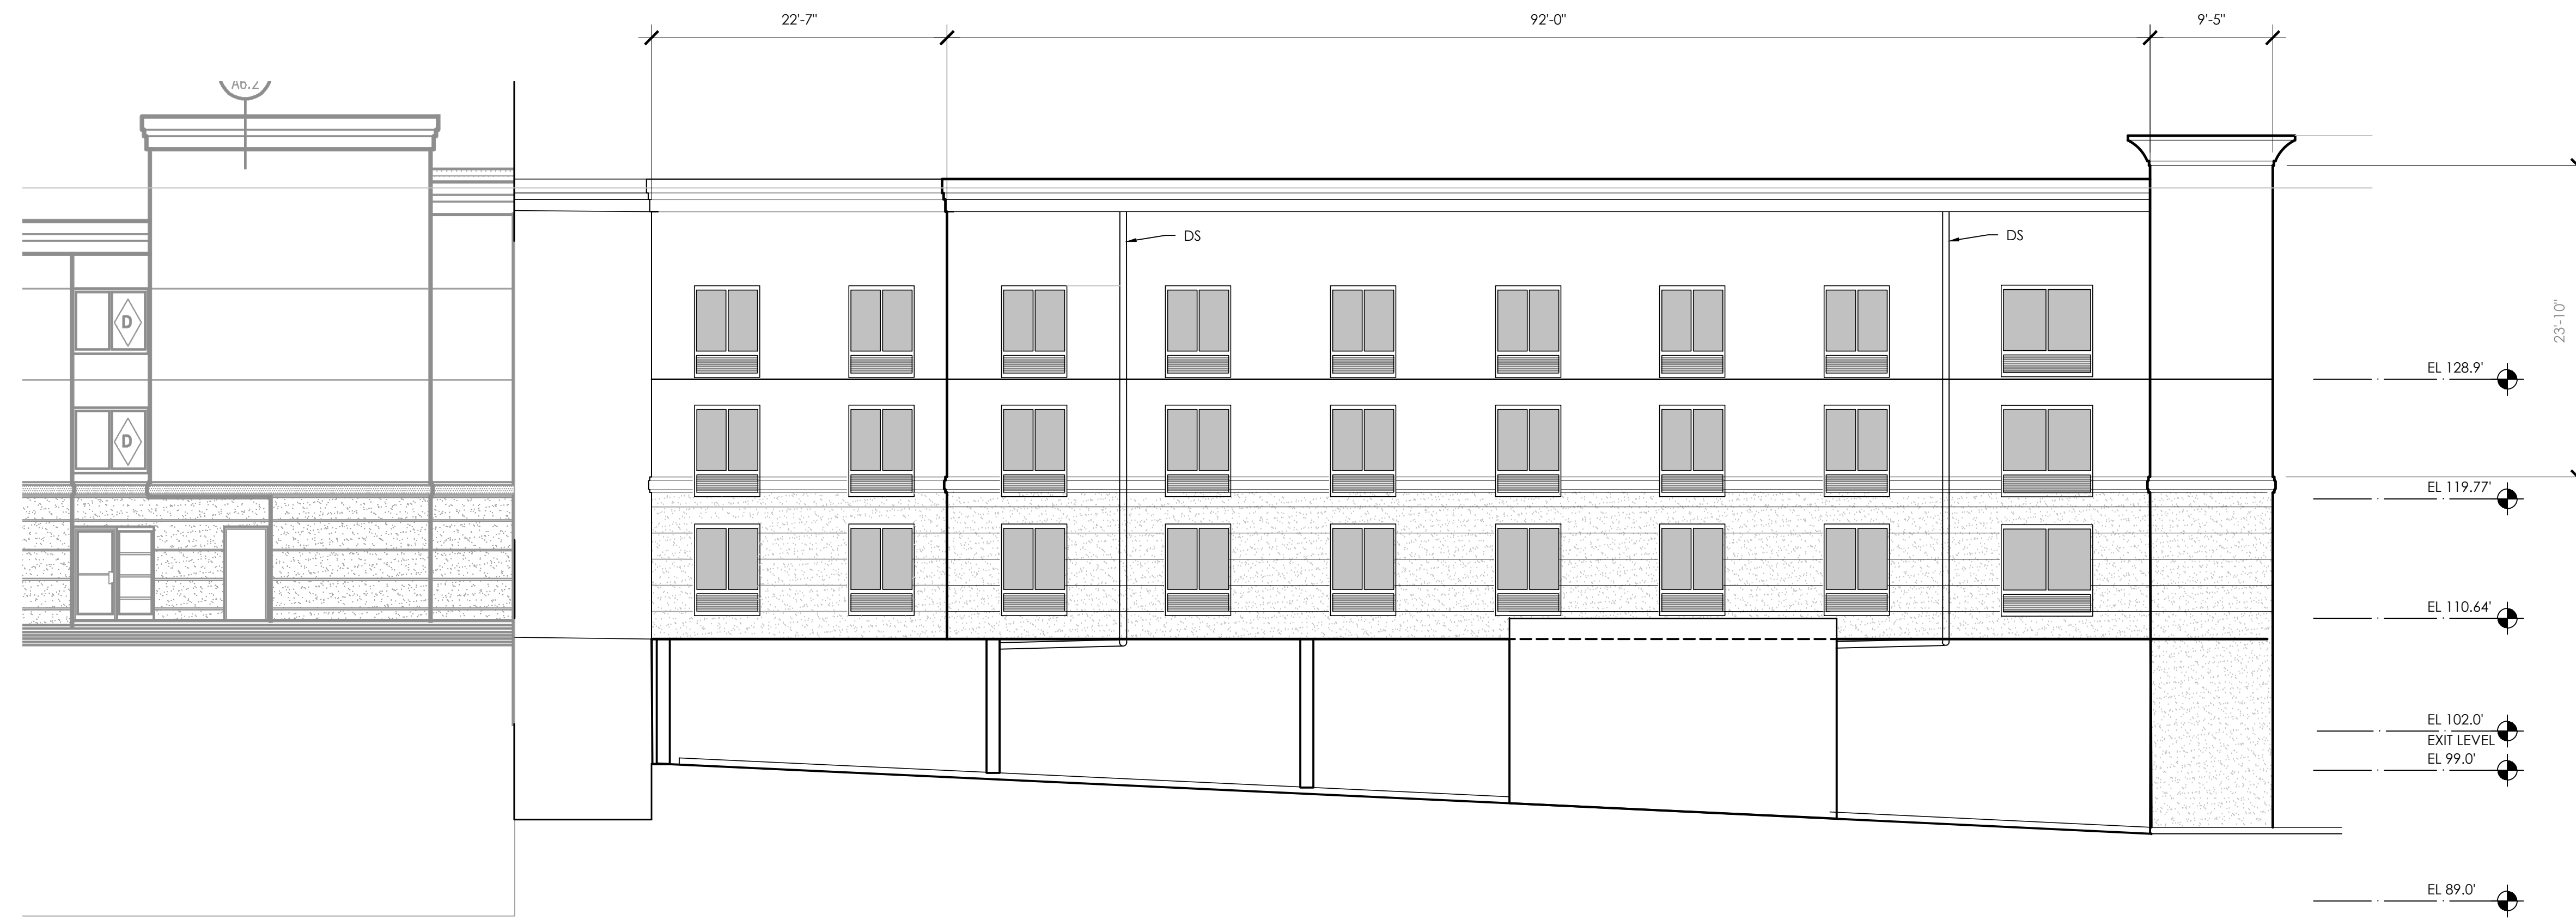 22'-7"
92'-0"
9'-5"
A6.2
DS
DS
D
D
23'-10"
EL 128.9'
EL 119.77'
EL 110.64'
EL 102.0'
EXIT LEVEL
EL 99.0'
EL 89.0'